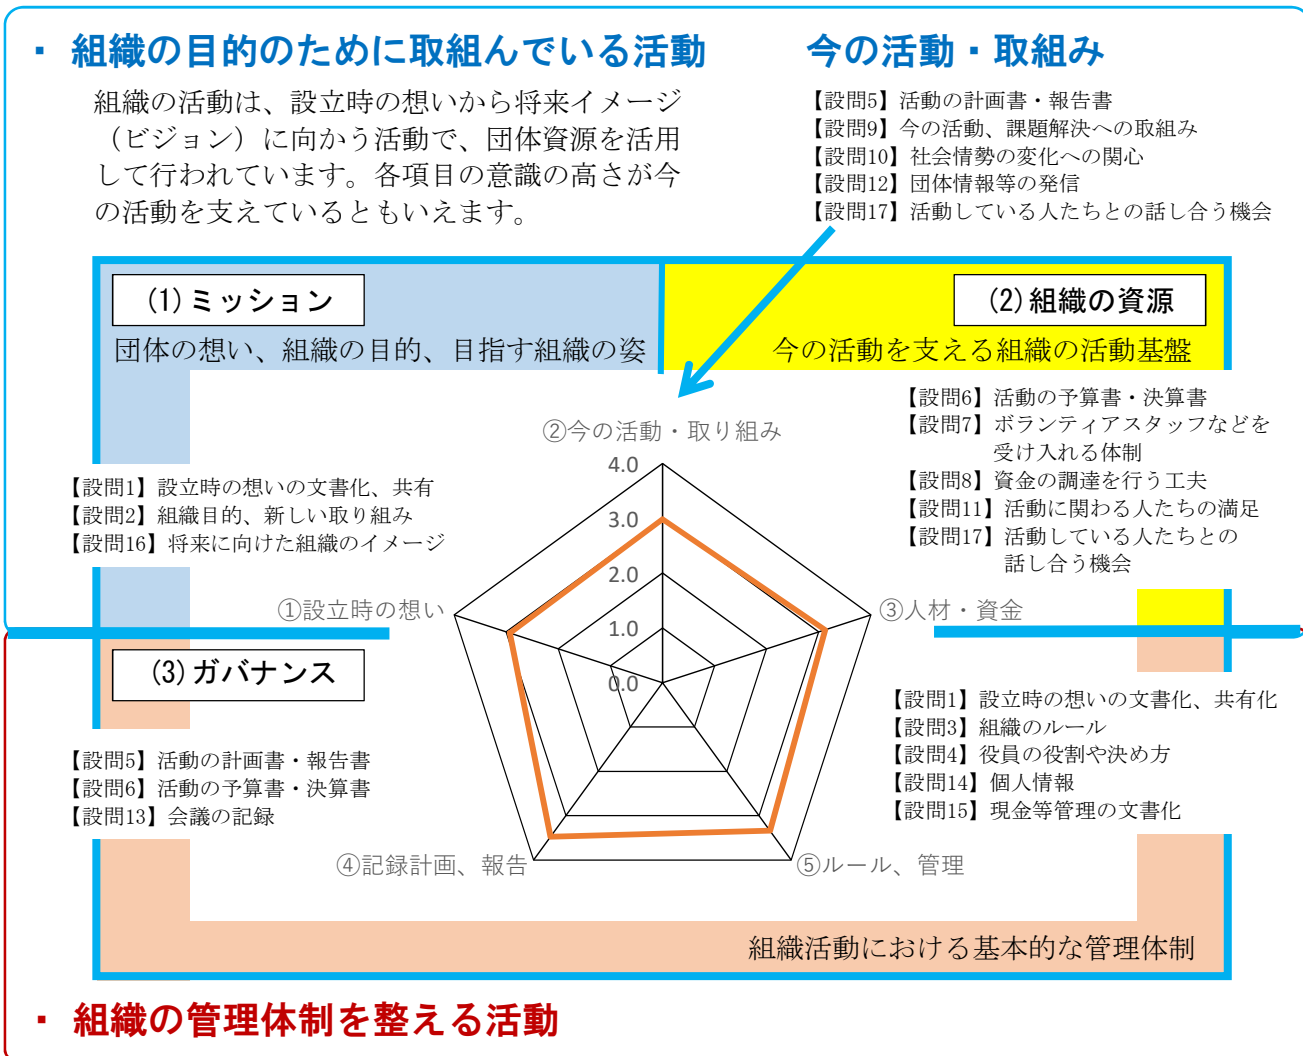 ・ 組織の目的のために取組んでいる活動
組織の活動は、設立時の想いから将来イメージ
（ビジョン）に向かう活動で、団体資源を活用
して行われています。各項目の意識の高さが今
の活動を支えているともいえます。
今の活動・取組み
【設問5】活動の計画書・報告書
【設問9】今の活動、課題解決への取組み
【設問10】社会情勢の変化への関心
【設問12】団体情報等の発信
【設問17】活動している人たちとの話し合う機会
(1)ミッション
団体の想い、組織の目的、目指す組織の姿
(2)組織の資源
今の活動を支える組織の活動基盤
【設問1】設立時の想いの文書化、共有
【設問2】組織目的、新しい取り組み
【設問16】将来に向けた組織のイメージ
【設問6】活動の予算書・決算書
【設問7】ボランティアスタッフなどを
受け入れる体制
【設問8】資金の調達を行う工夫
【設問11】活動に関わる人たちの満足
【設問17】活動している人たちとの
話し合う機会
②今の活動・取り組み
4.0
3.0
2.0
1.0
0.0
①設立時の想い
③人材・資金
④記録計画、報告
⑤ルール、管理
(3)ガバナンス
【設問5】活動の計画書・報告書
【設問6】活動の予算書・決算書
【設問13】会議の記録
【設問1】設立時の想いの文書化、共有化
【設問3】組織のルール
【設問4】役員の役割や決め方
【設問14】個人情報
【設問15】現金等管理の文書化
組織活動における基本的な管理体制
・ 組織の管理体制を整える活動